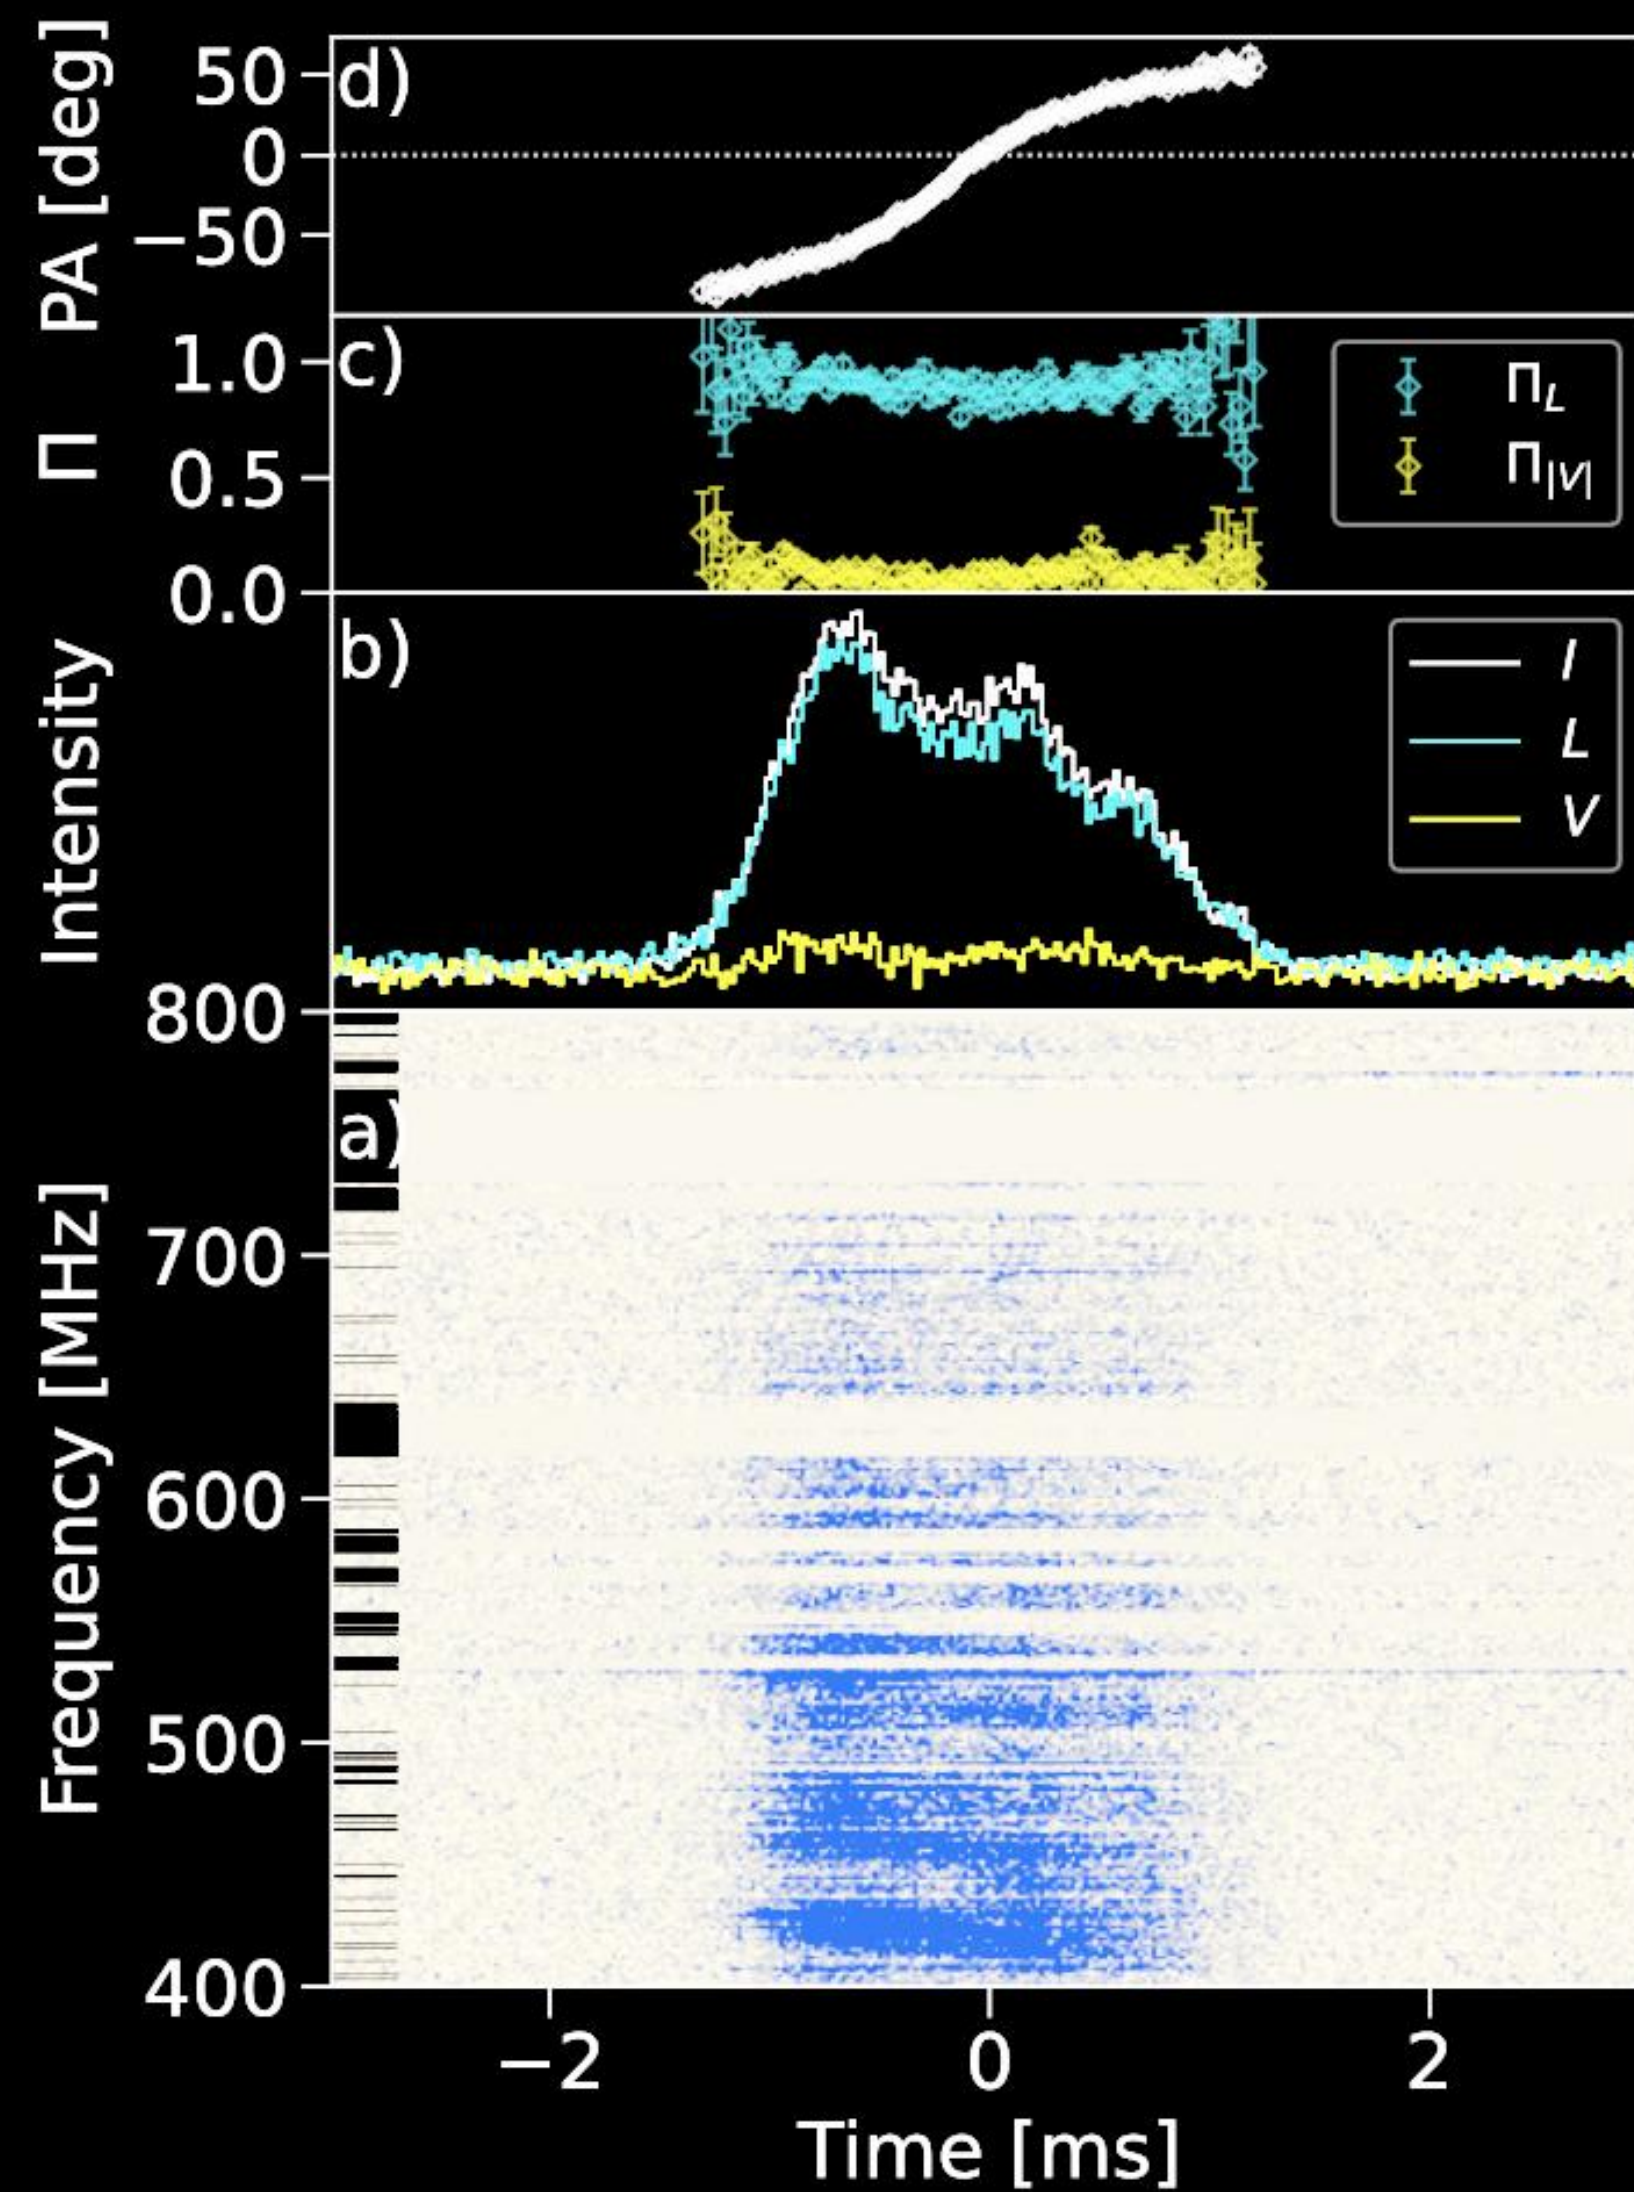 PA [deg]
50
0
−50
d)
Π
1.0
0.5
0.0
c)
Π_L
Π_|V|
Intensity
b)
I
L
V
Frequency [MHz]
800
700
600
500
400
a)
−2
0
2
Time [ms]